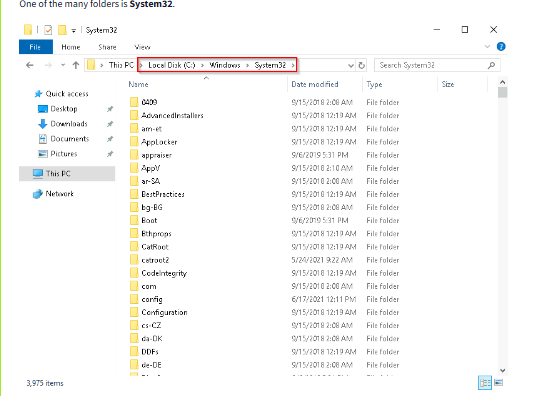 One of the many folders is System32.
System32
File Home Share View
This PC > Local Disk (C:) > Windows > System32 >
Search System32
Name Date modified Type Size
Quick access
Desktop
Downloads
Documents
Pictures
This PC
Network
0409 9/15/2018 2:08 AM File folder
AdvancedInstallers 9/15/2018 12:19 AM File folder
am-et 9/15/2018 12:19 AM File folder
AppLocker 9/15/2018 12:19 AM File folder
appraiser 9/6/2019 5:31 PM File folder
AppV 9/15/2018 2:10 AM File folder
ar-SA 9/15/2018 2:08 AM File folder
BestPractices 9/15/2018 12:19 AM File folder
bg-BG 9/15/2018 2:08 AM File folder
Boot 9/6/2019 5:31 PM File folder
Bthprops 9/15/2018 12:19 AM File folder
CatRoot 9/15/2018 12:19 AM File folder
catroot2 5/24/2021 9:22 AM File folder
CodeIntegrity 9/15/2018 12:19 AM File folder
com 9/15/2018 2:08 AM File folder
config 6/17/2021 12:11 PM File folder
Configuration 9/15/2018 12:19 AM File folder
cs-CZ 9/15/2018 2:08 AM File folder
da-DK 9/15/2018 2:08 AM File folder
DDFs 9/15/2018 12:19 AM File folder
de-DE 9/15/2018 2:08 AM File folder
3,975 items